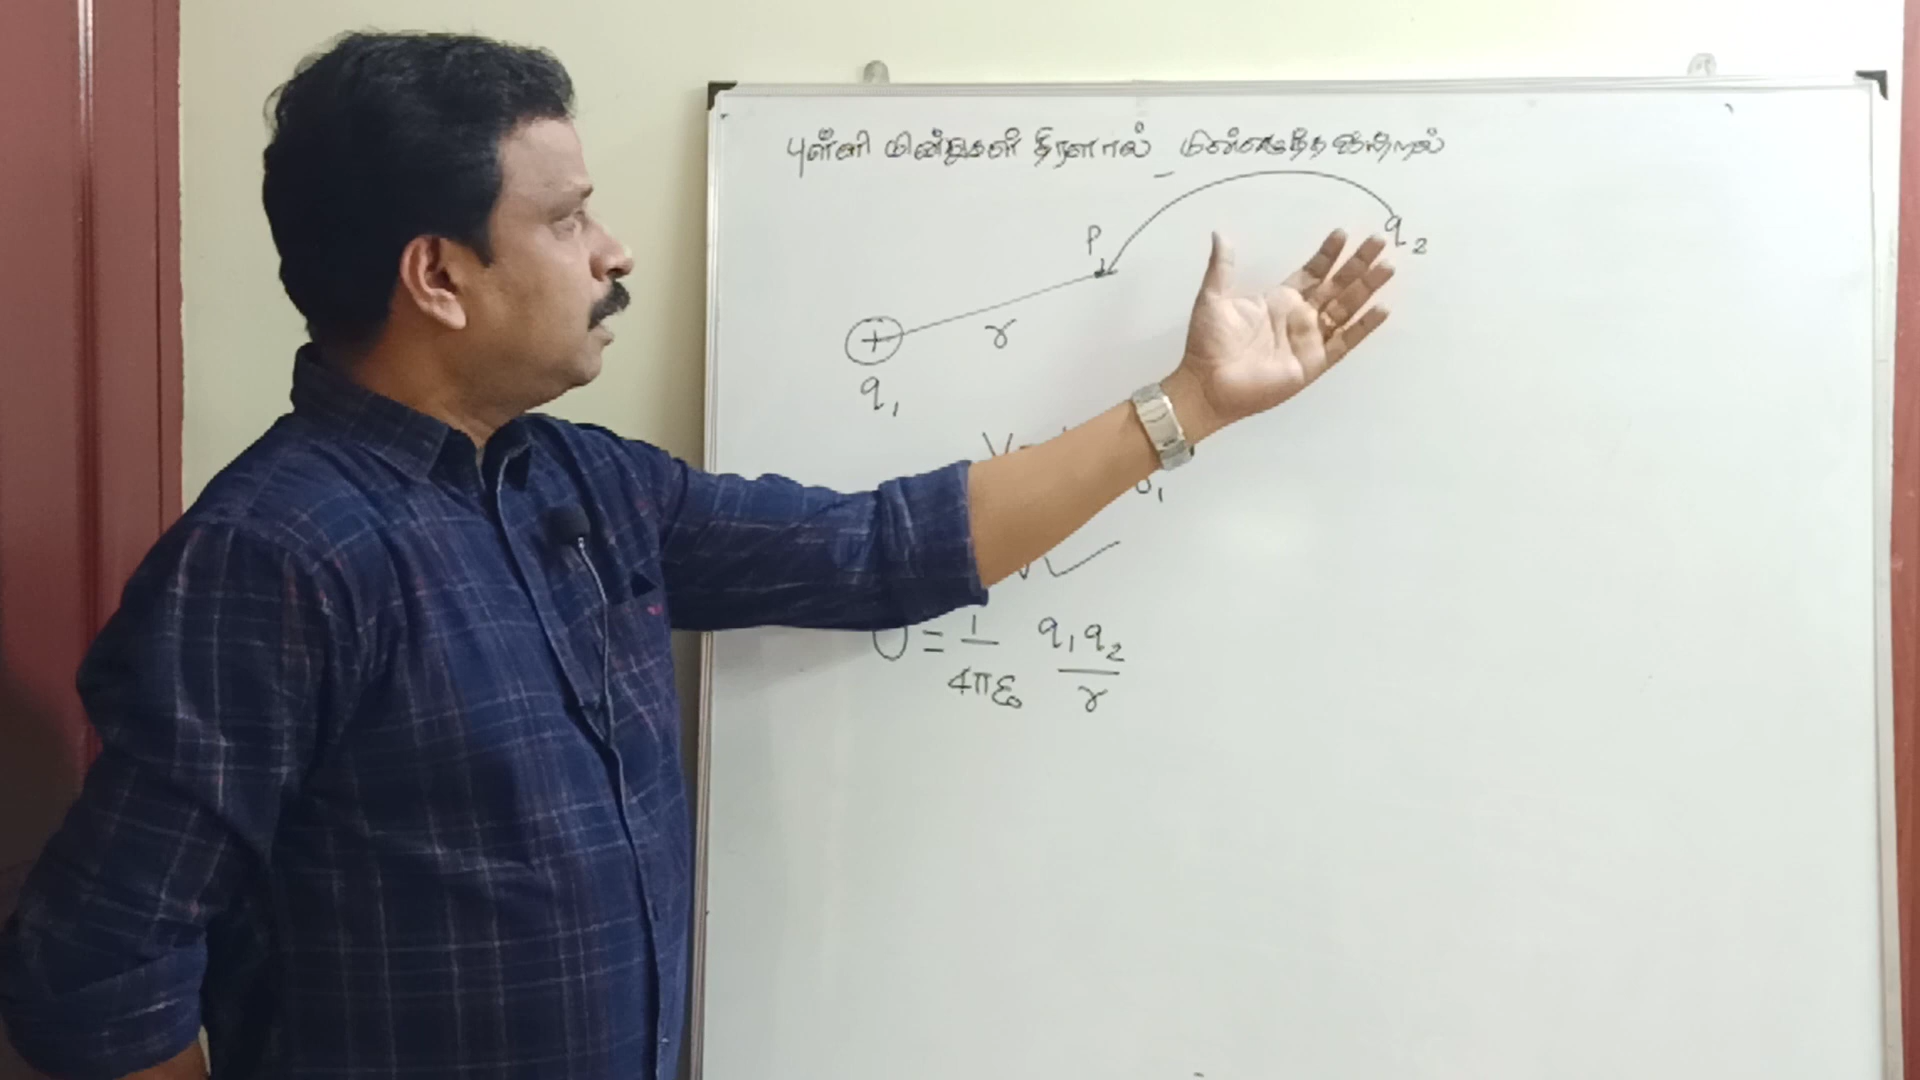 புள்ளி மின்துகள் திரளால் மின்னழுத்த ஆற்றல்
P
q₂
+
r
q₁
V
U = 1/4πε₀ q₁q₂/r